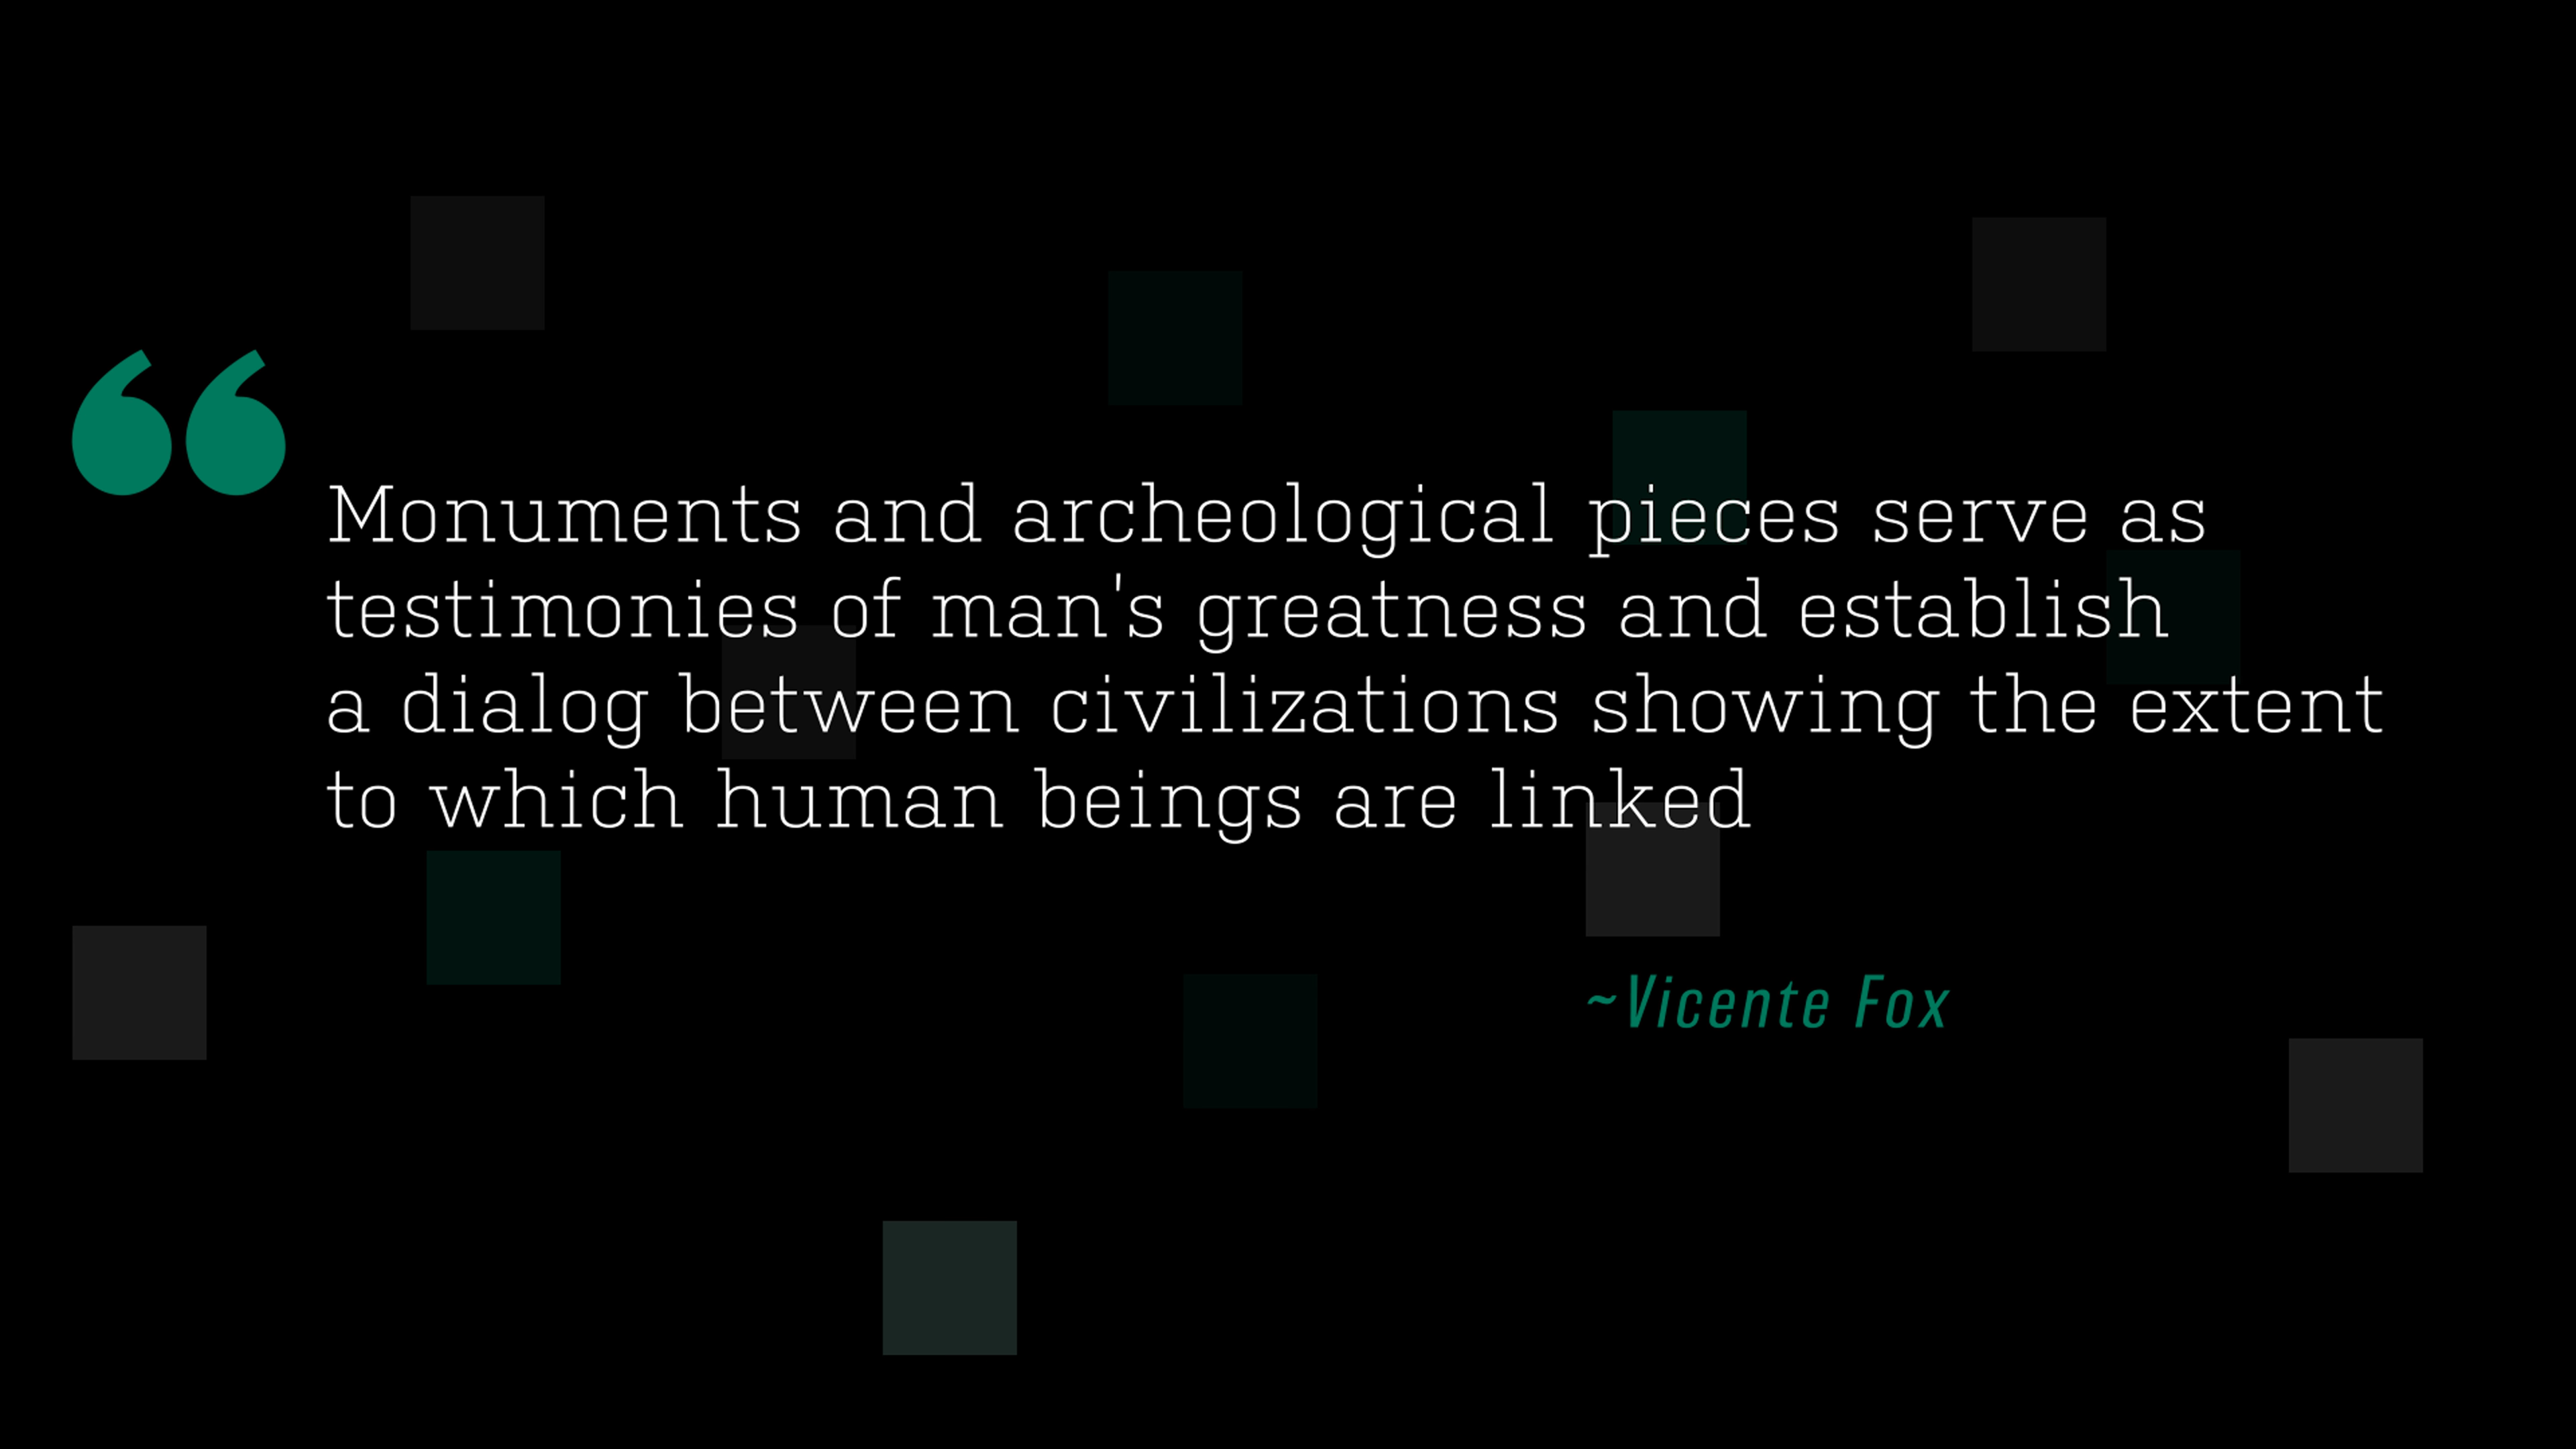 “
Monuments and archeological pieces serve as
testimonies of man's greatness and establish
a dialog between civilizations showing the extent
to which human beings are linked
~Vicente Fox